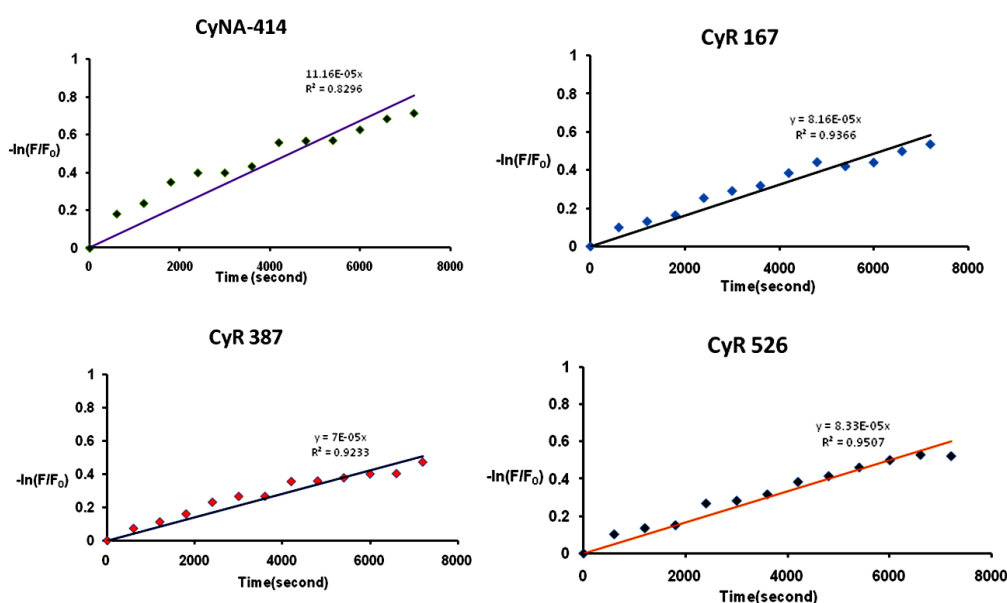 CyNA-414
1
0.8
0.6
-ln(F/F₀)
0.4
0.2
0
11.16E-05x
R² = 0.8296
0
2000
4000
6000
8000
Time (second)
CyR 167
1
0.8
0.6
-ln(F/F₀)
0.4
0.2
0
y = 8.16E-05x
R² = 0.9366
0
2000
4000
6000
8000
Time(second)
CyR 387
1
0.8
0.6
-ln(F/F₀)
0.4
0.2
0
y = 7E-05x
R² = 0.9233
0
2000
4000
6000
8000
Time(second)
CyR 526
1
0.8
0.6
-ln(F/F₀)
0.4
0.2
0
y = 8.33E-05x
R² = 0.9507
0
2000
4000
6000
8000
Time(second)